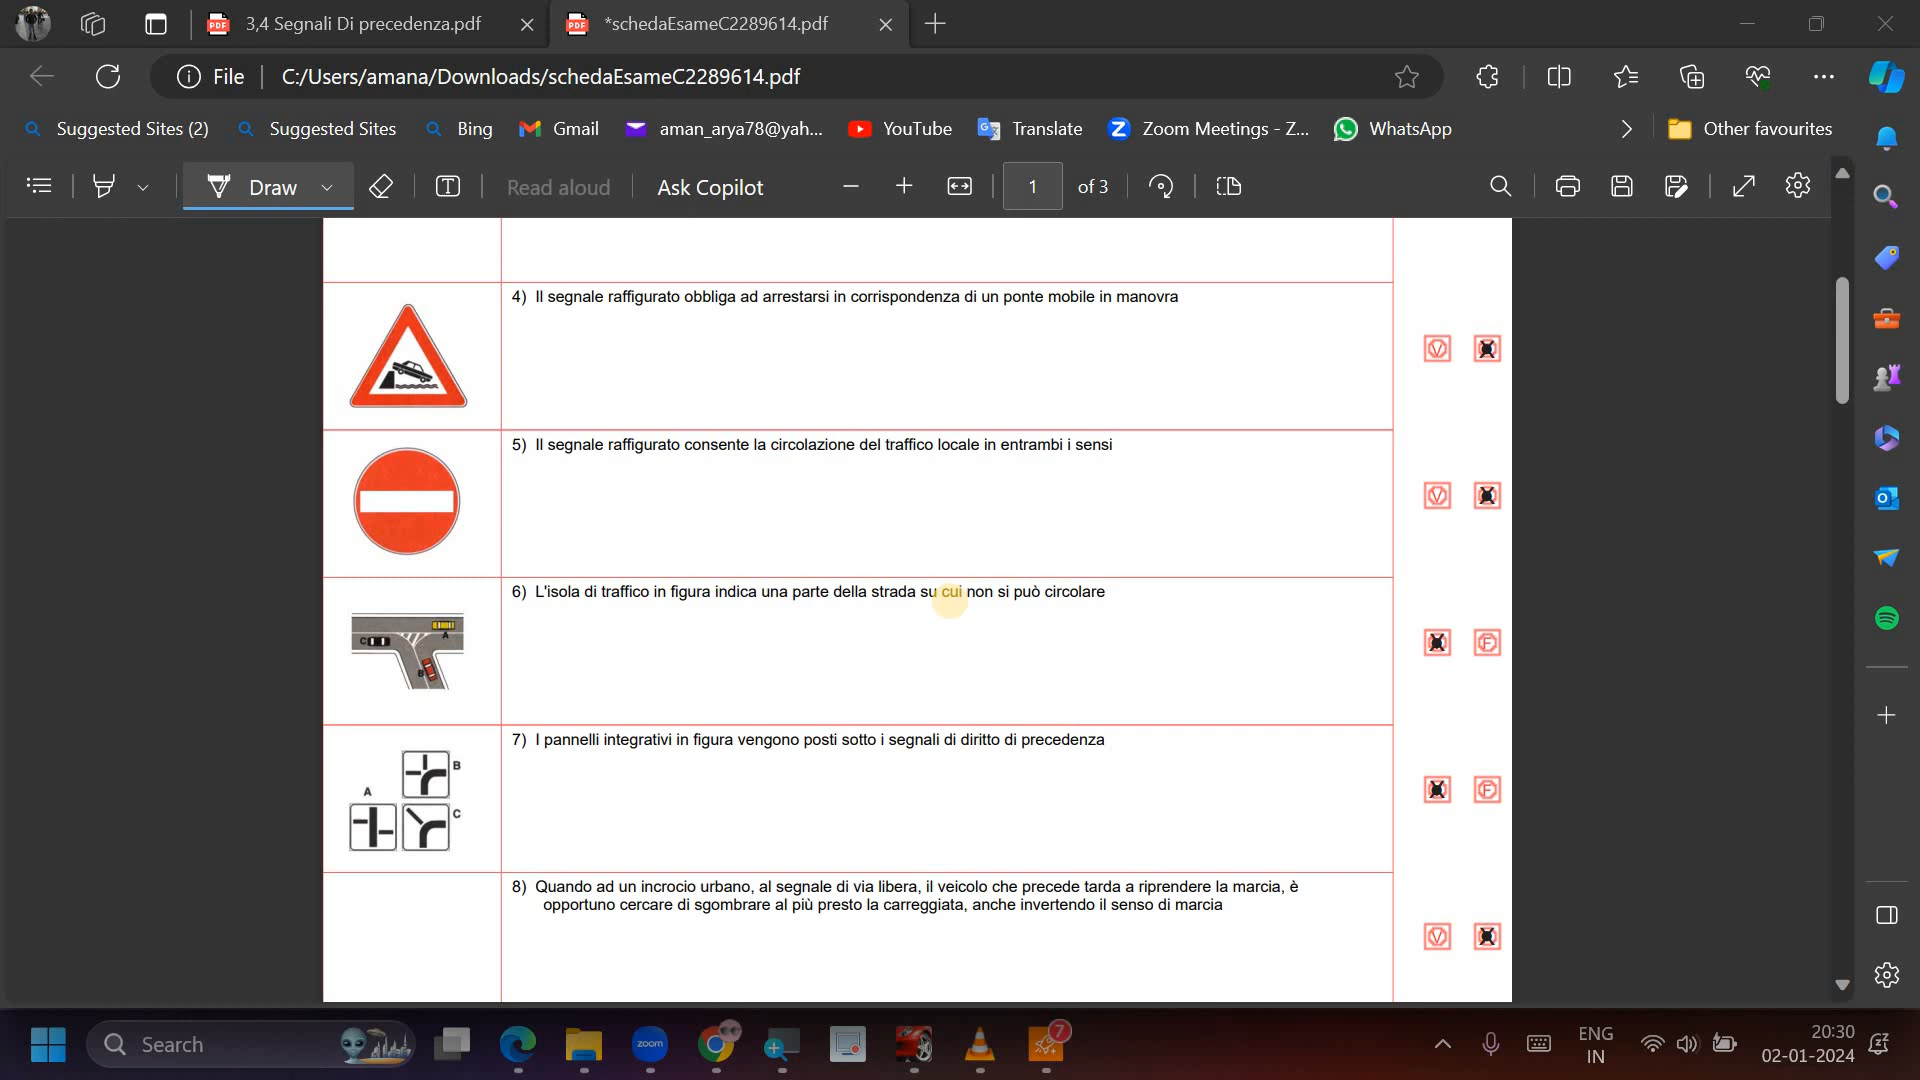 3,4 Segnali Di precedenza.pdf
*schedaEsameC2289614.pdf
File
C:/Users/amana/Downloads/schedaEsameC2289614.pdf
Suggested Sites (2)
Suggested Sites
Bing
Gmail
aman_arya78@yah...
YouTube
Translate
Zoom Meetings - Z...
WhatsApp
Other favourites
Draw
Read aloud
Ask Copilot
1
of 3
4) Il segnale raffigurato obbliga ad arrestarsi in corrispondenza di un ponte mobile in manovra
V
5) Il segnale raffigurato consente la circolazione del traffico locale in entrambi i sensi
V
6) L'isola di traffico in figura indica una parte della strada su cui non si può circolare
A
C
B
F
7) I pannelli integrativi in figura vengono posti sotto i segnali di diritto di precedenza
B
A
C
F
8) Quando ad un incrocio urbano, al segnale di via libera, il veicolo che precede tarda a riprendere la marcia, è
opportuno cercare di sgombrare al più presto la carreggiata, anche invertendo il senso di marcia
V
Search
zoom
7
ENG
IN
20:30
02-01-2024